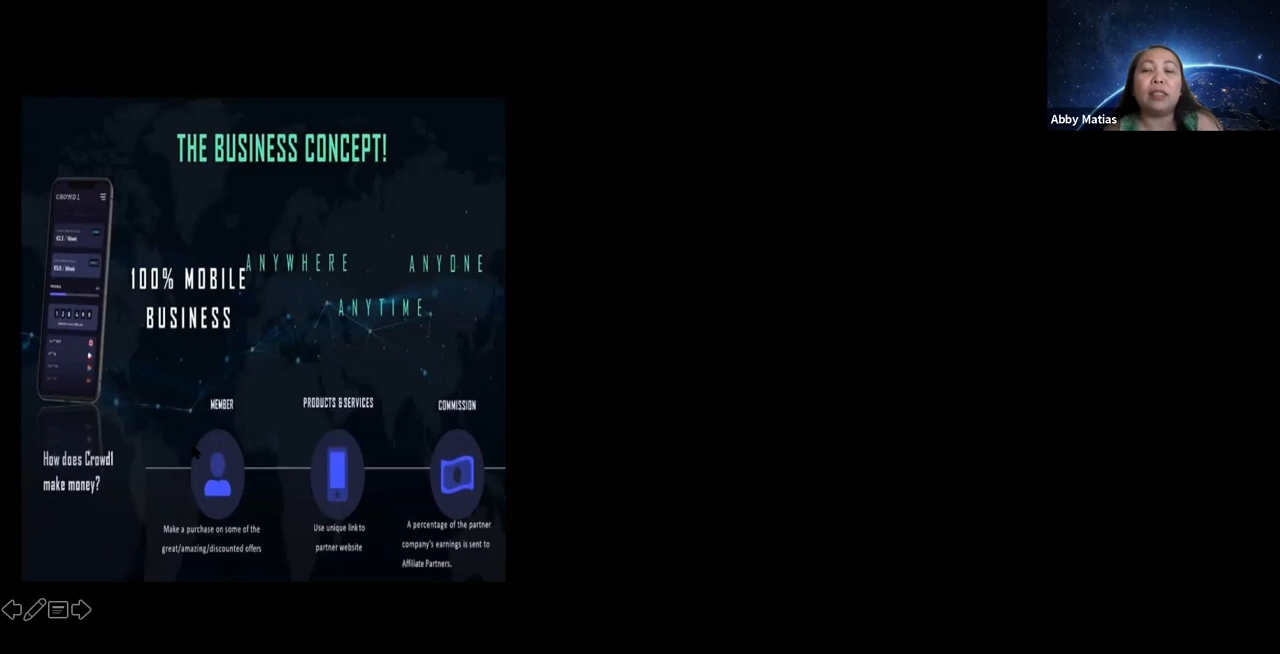 Abby Matias
THE BUSINESS CONCEPT!
CROWD1
100% MOBILE
BUSINESS
ANYWHERE
ANYONE
ANYTIME
MEMBER
PRODUCTS & SERVICES
COMMISSION
How does Crowd1
make money?
Make a purchase on some of the
great/amazing/discounted offers
Use unique link to
partner website
A percentage of the partner
company's earnings is sent to
Affiliate Partners.